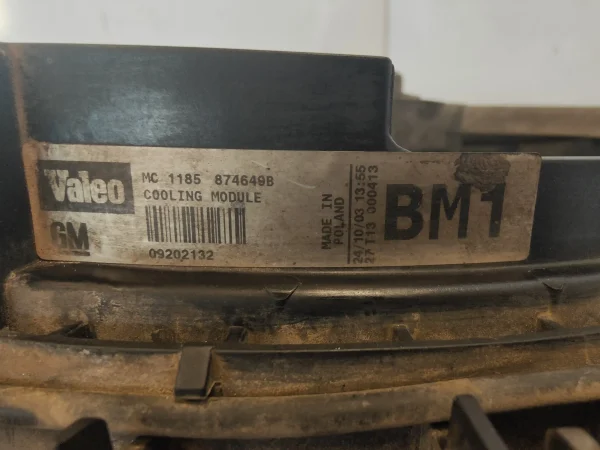 Valeo
MC 1185 874649B
COOLING MODULE
GM
09202132
MADE IN
POLAND
24/10/03 13:55
27 T13 000413
BM1